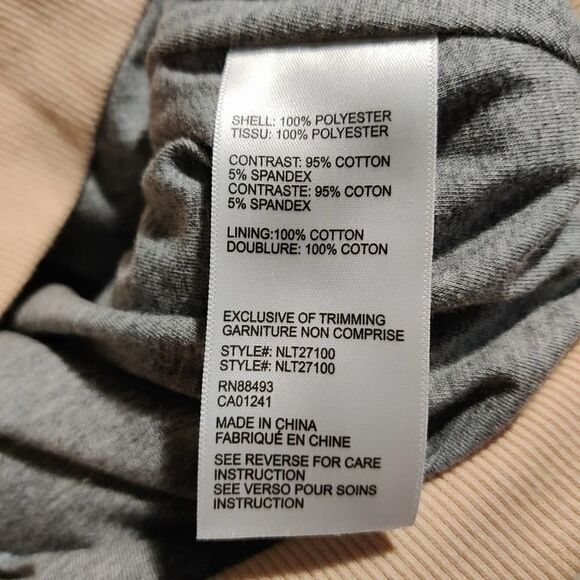 SHELL: 100% POLYESTER
TISSU: 100% POLYESTER
CONTRAST: 95% COTTON
5% SPANDEX
CONTRASTE: 95% COTON
5% SPANDEX
LINING:100% COTTON
DOUBLURE: 100% COTON
EXCLUSIVE OF TRIMMING
GARNITURE NON COMPRISE
STYLE#: NLT27100
STYLE#: NLT27100
RN88493
CA01241
MADE IN CHINA
FABRIQUÉ EN CHINE
SEE REVERSE FOR CARE
INSTRUCTION
SEE VERSO POUR SOINS
INSTRUCTION